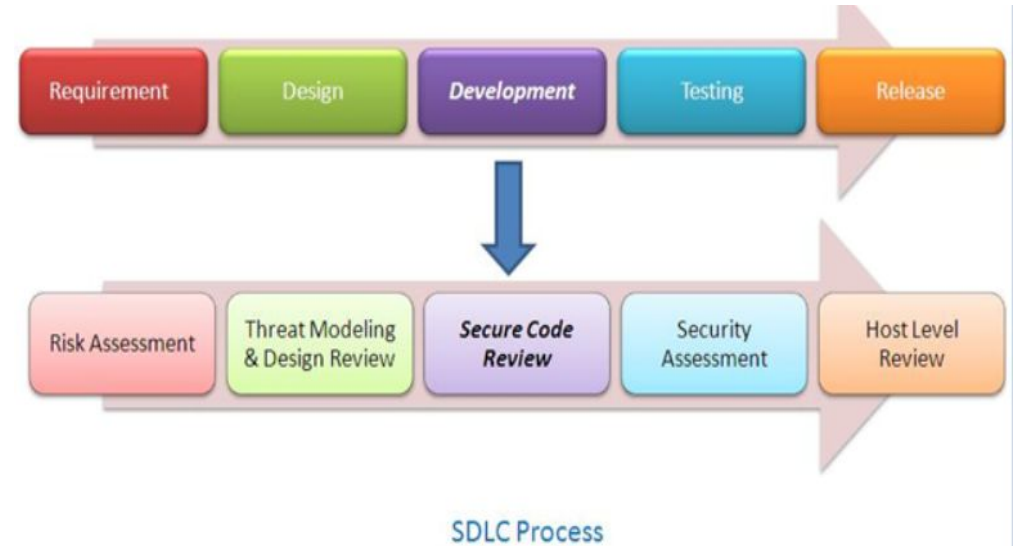 Requirement
Design
Development
Testing
Release
Risk Assessment
Threat Modeling
& Design Review
Secure Code
Review
Security
Assessment
Host Level
Review
SDLC Process